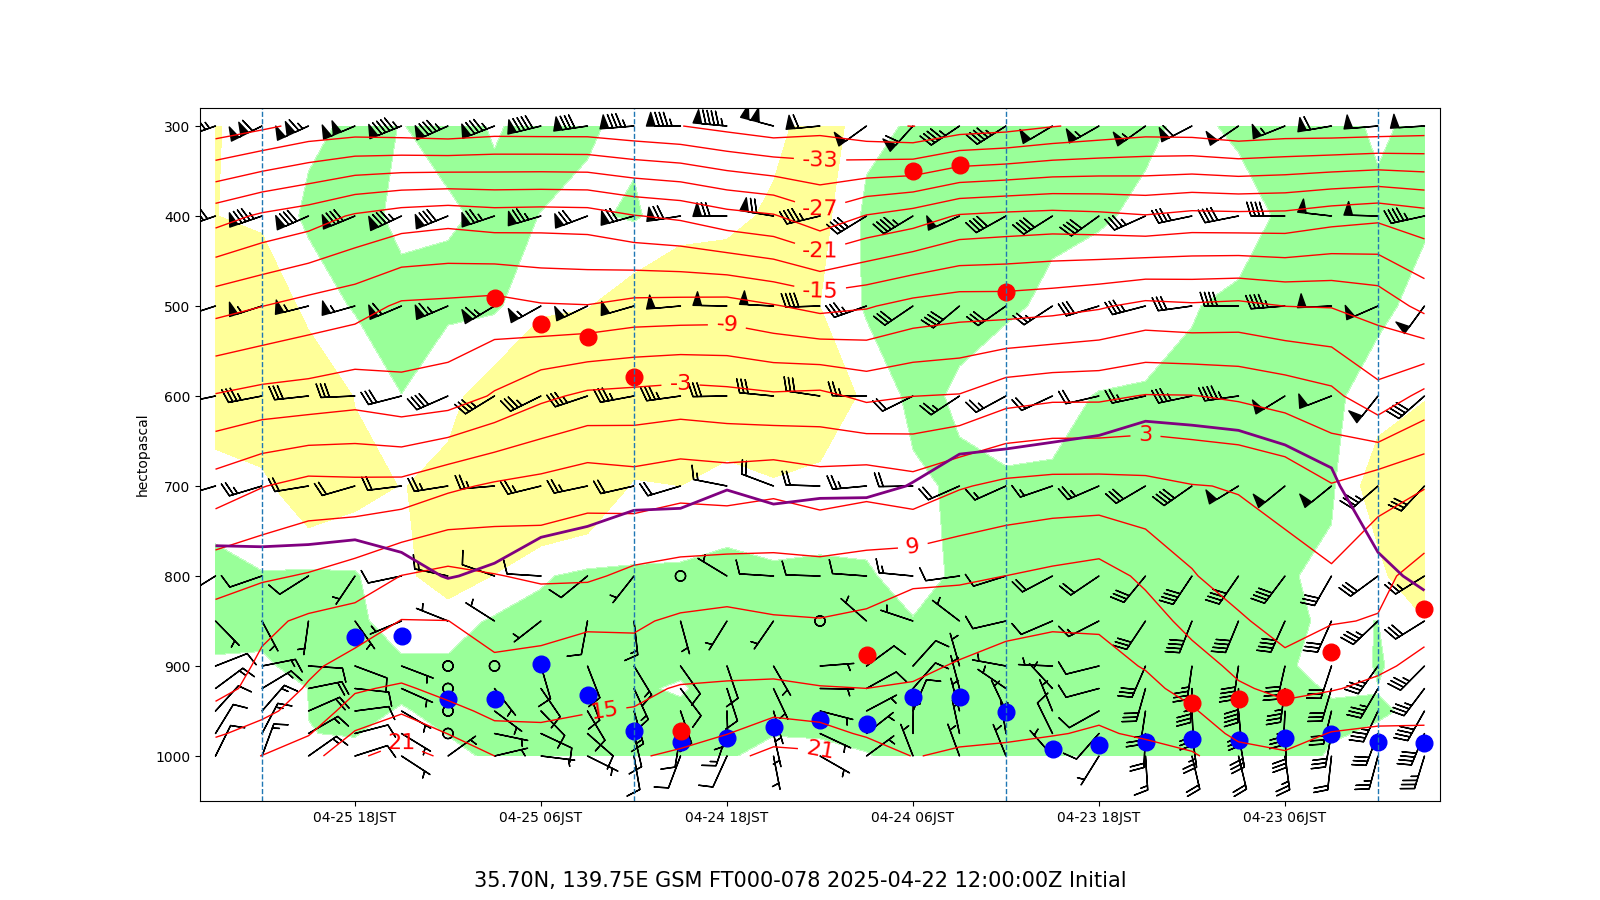 300
400
500
600
700
800
900
1000
hectopascal
-33
-27
-21
-15
-9
-3
3
9
15
21
21
04-25 18JST
04-25 06JST
04-24 18JST
04-24 06JST
04-23 18JST
04-23 06JST
35.70N, 139.75E GSM FT000-078 2025-04-22 12:00:00Z Initial